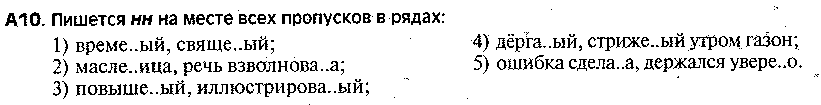 А10. Пишется нн на месте всех пропусков в рядах:
1) време..ый, свяще..ый;
2) масле..ица, речь взволнова..а;
3) повыше..ый, иллюстрирова..ый;
4) дёрга..ый, стриже..ый утром газон;
5) ошибка сдела..а, держался увере..о.